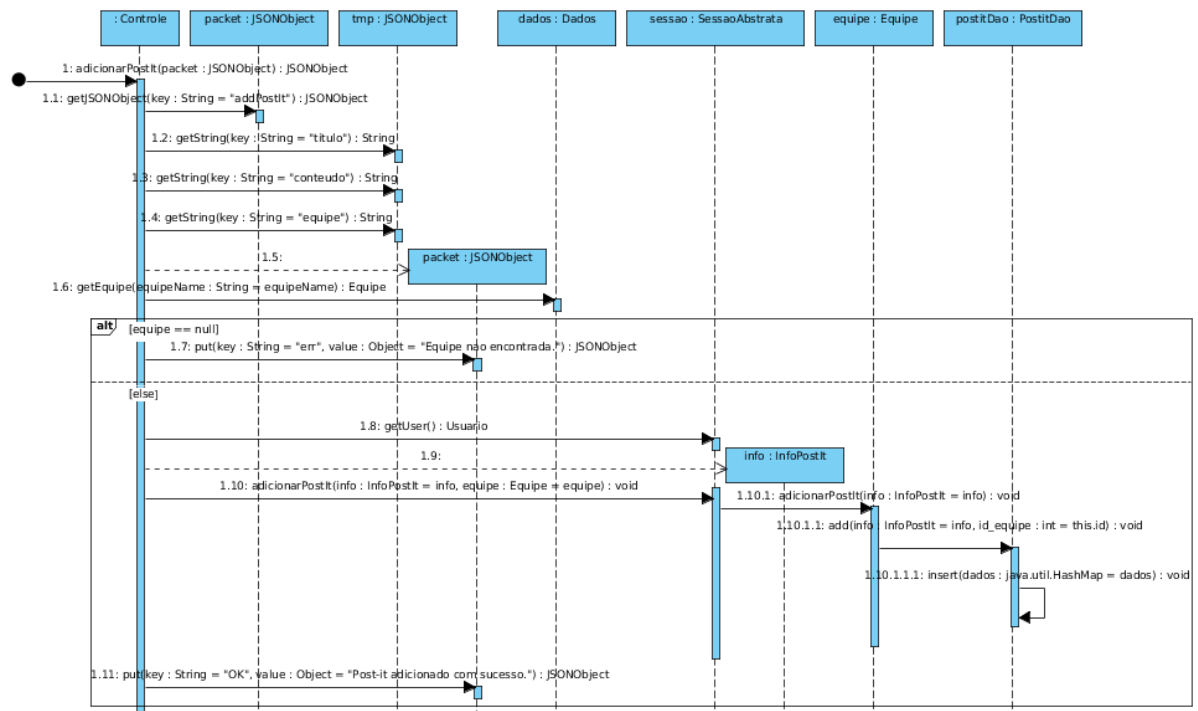 : Controle
packet : JSONObject
tmp : JSONObject
dados : Dados
sessao : SessaoAbstrata
equipe : Equipe
postitDao : PostitDao
1: adicionarPostIt(packet : JSONObject) : JSONObject
1.1: getJSONObject(key : String = "addPostIt") : JSONObject
1.2: getString(key : String = "titulo") : String
1.3: getString(key : String = "conteudo") : String
1.4: getString(key : String = "equipe") : String
1.5:
packet : JSONObject
1.6: getEquipe(equipeName : String = equipeName) : Equipe
alt
[equipe == null]
1.7: put(key : String = "err", value : Object = "Equipe não encontrada.") : JSONObject
[else]
1.8: getUser() : Usuario
1.9:
info : InfoPostIt
1.10: adicionarPostIt(info : InfoPostIt = info, equipe : Equipe = equipe) : void
1.10.1: adicionarPostIt(info : InfoPostIt = info) : void
1.10.1.1: add(info : InfoPostIt = info, id_equipe : int = this.id) : void
1.10.1.1.1: insert(dados : java.util.HashMap = dados) : void
1.11: put(key : String = "OK", value : Object = "Post-it adicionado com sucesso.") : JSONObject